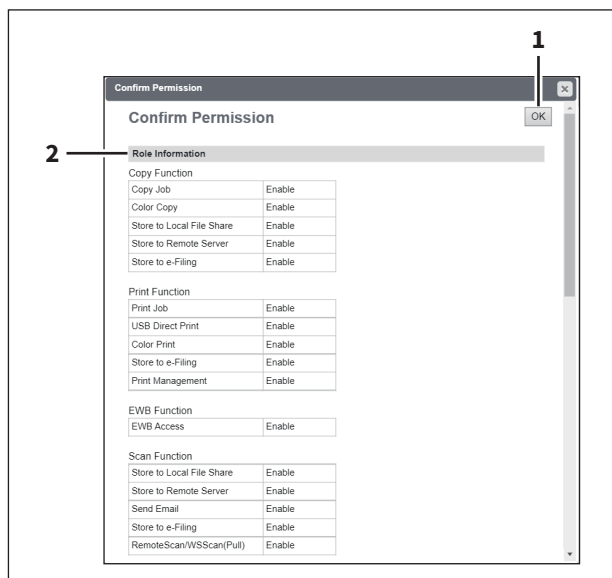 1
Confirm Permission
Confirm Permission OK
2 Role Information
Copy Function
Copy Job Enable
Color Copy Enable
Store to Local File Share Enable
Store to Remote Server Enable
Store to e-Filing Enable
Print Function
Print Job Enable
USB Direct Print Enable
Color Print Enable
Store to e-Filing Enable
Print Management Enable
EWB Function
EWB Access Enable
Scan Function
Store to Local File Share Enable
Store to Remote Server Enable
Send Email Enable
Store to e-Filing Enable
RemoteScan/WSScan(Pull) Enable